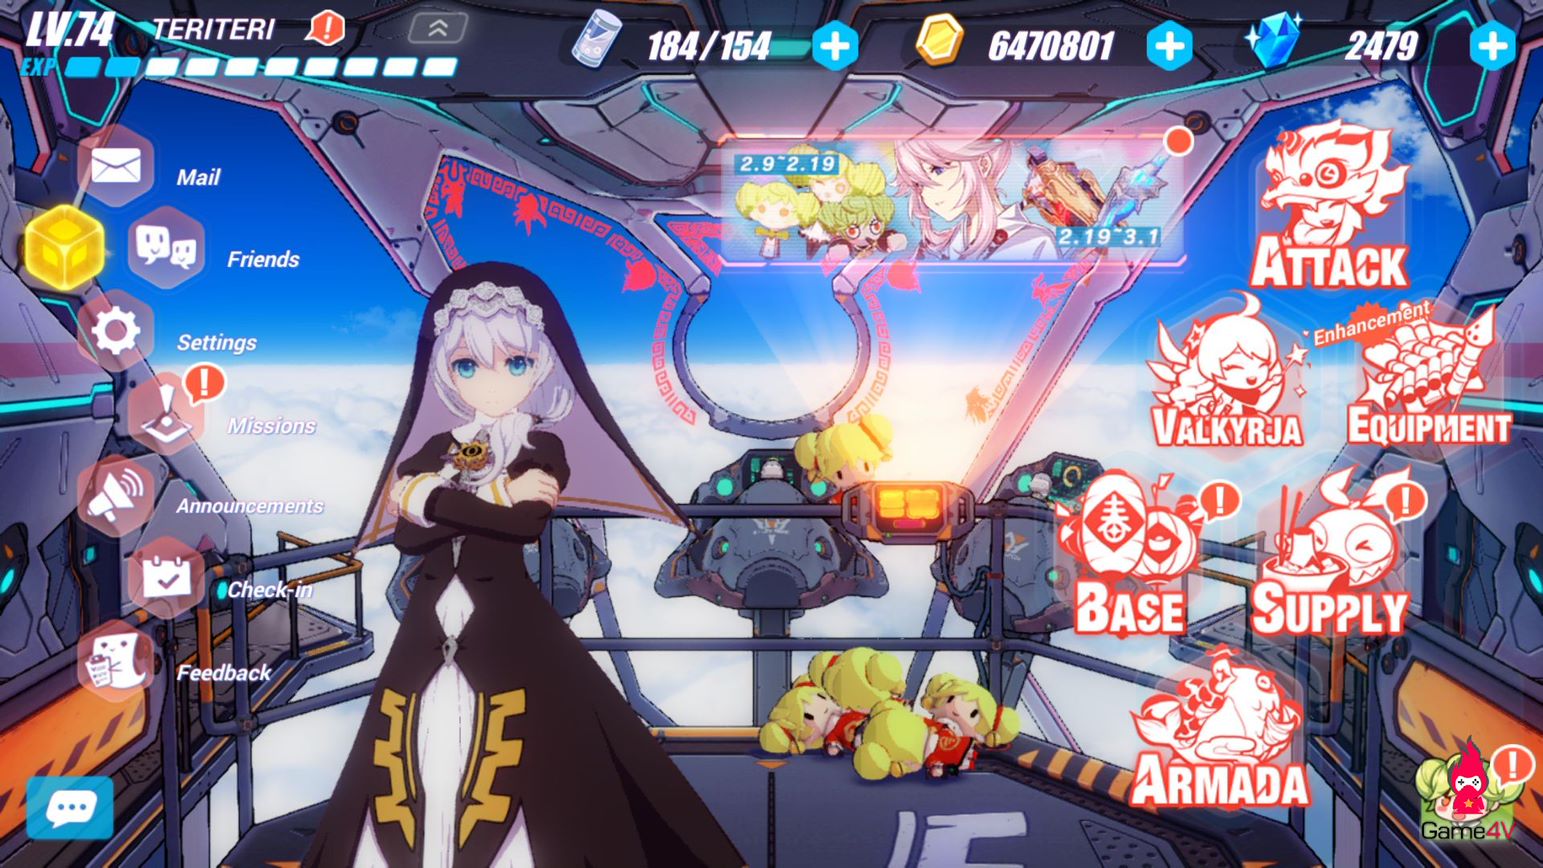 LV.74 TERITERI
EXP
184/154
6470801
2479
2.9~2.19
2.19~3.1
Mail
Friends
Settings
Missions
Announcements
Check-in
Feedback
ATTACK
VALKYRJA
Enhancement
EQUIPMENT
春
BASE
SUPPLY
ARMADA
Game4V